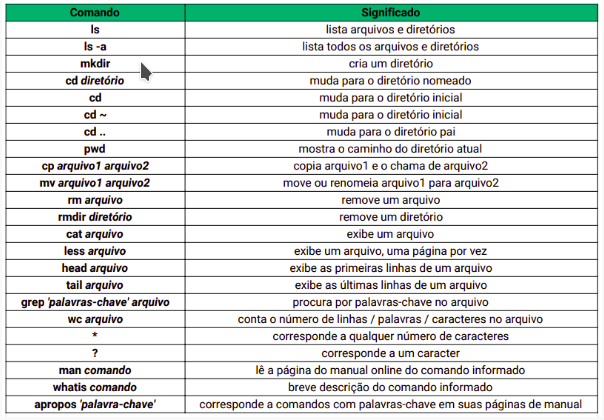 Comando Significado
ls lista arquivos e diretórios
ls -a lista todos os arquivos e diretórios
mkdir cria um diretório
cd diretório muda para o diretório nomeado
cd muda para o diretório inicial
cd ~ muda para o diretório inicial
cd .. muda para o diretório pai
pwd mostra o caminho do diretório atual
cp arquivo1 arquivo2 copia arquivo1 e o chama de arquivo2
mv arquivo1 arquivo2 move ou renomeia arquivo1 para arquivo2
rm arquivo remove um arquivo
rmdir diretório remove um diretório
cat arquivo exibe um arquivo
less arquivo exibe um arquivo, uma página por vez
head arquivo exibe as primeiras linhas de um arquivo
tail arquivo exibe as últimas linhas de um arquivo
grep 'palavras-chave' arquivo procura por palavras-chave no arquivo
wc arquivo conta o número de linhas / palavras / caracteres no arquivo
* corresponde a qualquer número de caracteres
? corresponde a um caracter
man comando lê a página do manual online do comando informado
whatis comando breve descrição do comando informado
apropos 'palavra-chave' corresponde a comandos com palavras-chave em suas páginas de manual